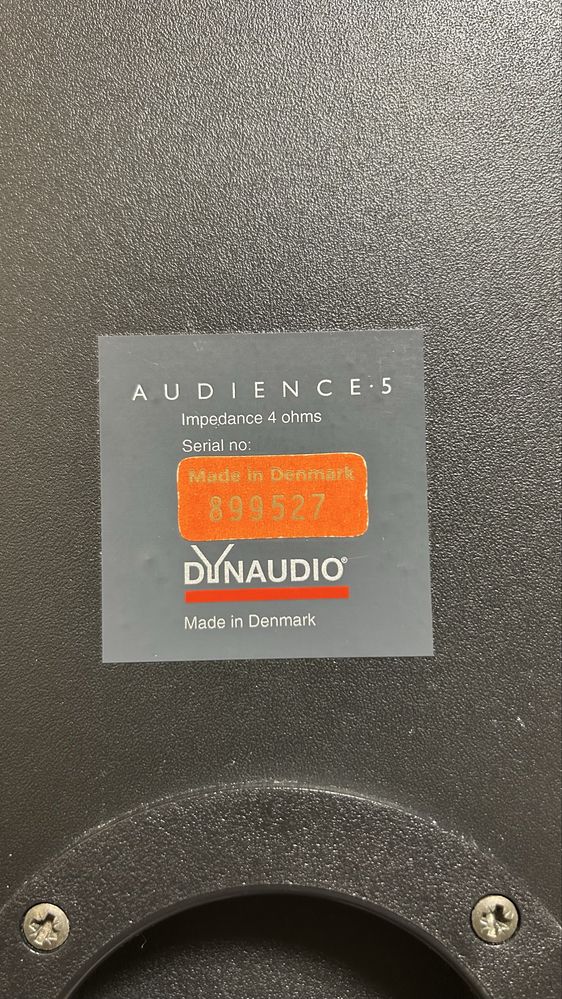 AUDIENCE·5
Impedance 4 ohms
Serial no:
Made in Denmark
899527
DYNAUDIO®
Made in Denmark